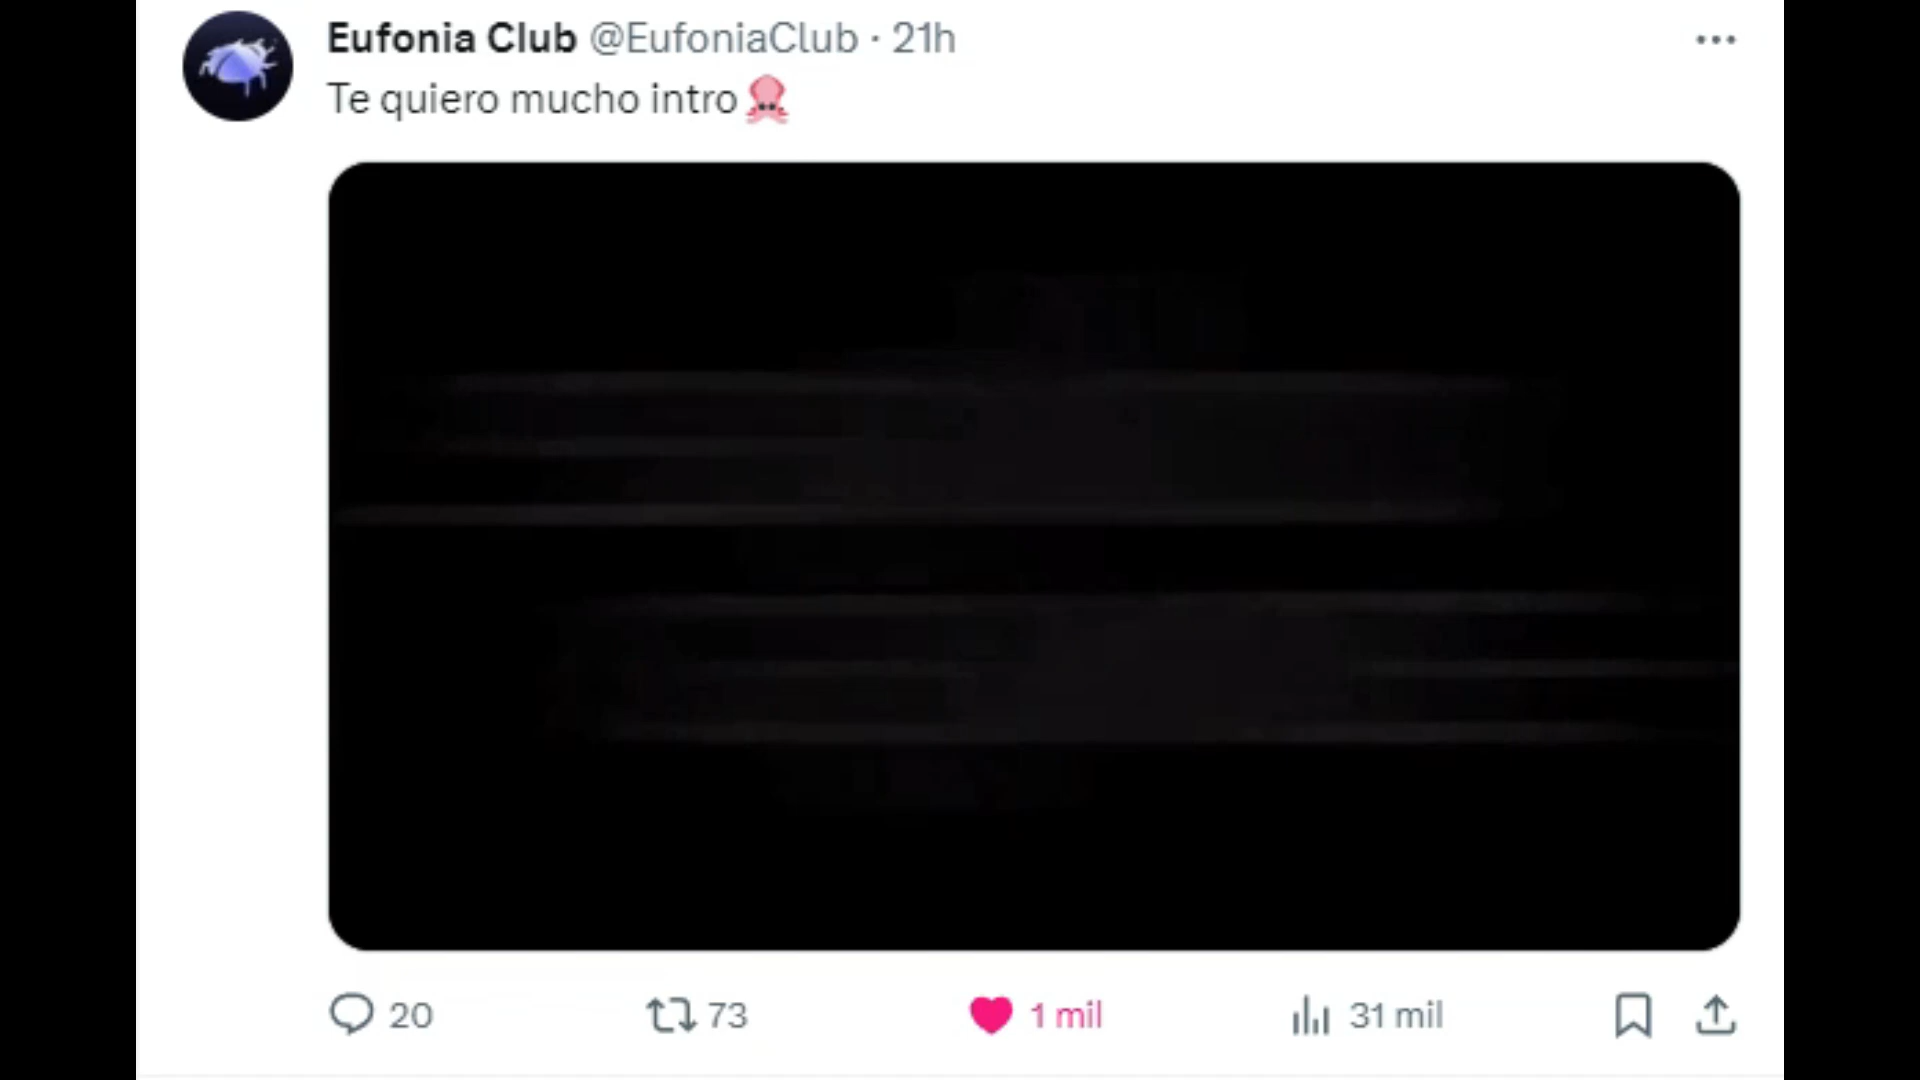 Eufonia Club @EufoniaClub · 21h
Te quiero mucho intro🦑
20 73 1 mil 31 mil